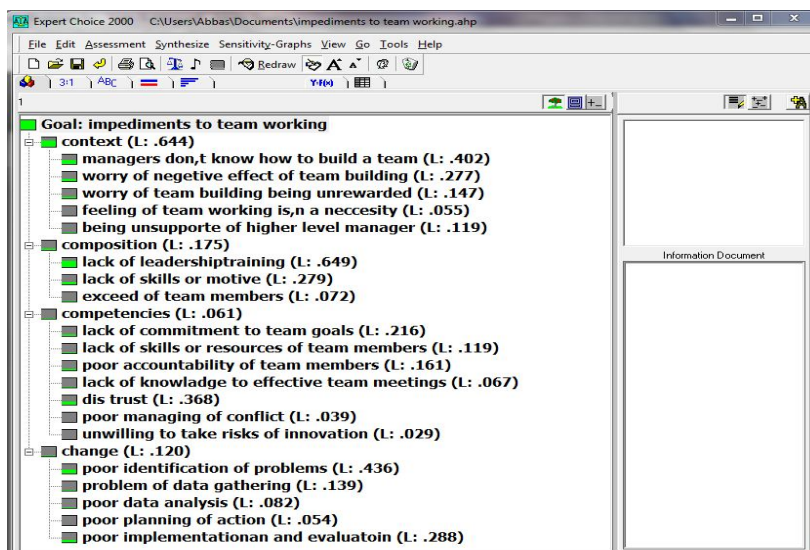 Expert Choice 2000 C:\Users\Abbas\Documents\impediments to team working.ahp
File Edit Assessment Synthesize Sensitivity-Graphs View Go Tools Help
Redraw A A
3:1 ABC Y-F(x)
1
Goal: impediments to team working
context (L: .644)
managers don,t know how to build a team (L: .402)
worry of negetive effect of team building (L: .277)
worry of team building being unrewarded (L: .147)
feeling of team working is,n a neccesity (L: .055)
being unsupporte of higher level manager (L: .119)
composition (L: .175)
lack of leadershiptraining (L: .649)
lack of skills or motive (L: .279)
exceed of team members (L: .072)
Information Document
competencies (L: .061)
lack of commitment to team goals (L: .216)
lack of skills or resources of team members (L: .119)
poor accountability of team members (L: .161)
lack of knowladge to effective team meetings (L: .067)
dis trust (L: .368)
poor managing of conflict (L: .039)
unwilling to take risks of innovation (L: .029)
change (L: .120)
poor identification of problems (L: .436)
problem of data gathering (L: .139)
poor data analysis (L: .082)
poor planning of action (L: .054)
poor implementationan and evaluatoin (L: .288)